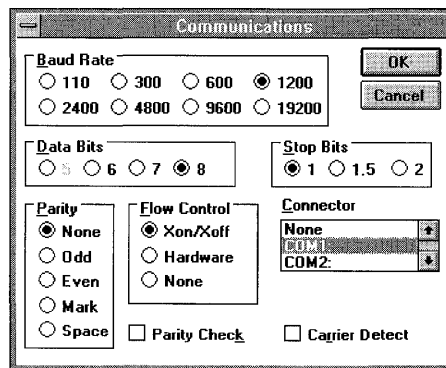 Communications
Baud Rate
110 300 600 1200
2400 4800 9600 19200
OK
Cancel
Data Bits
5 6 7 8
Stop Bits
1 1.5 2
Parity
None
Odd
Even
Mark
Space
Flow Control
Xon/Xoff
Hardware
None
Connector
None
COM1:
COM2:
Parity Check
Carrier Detect